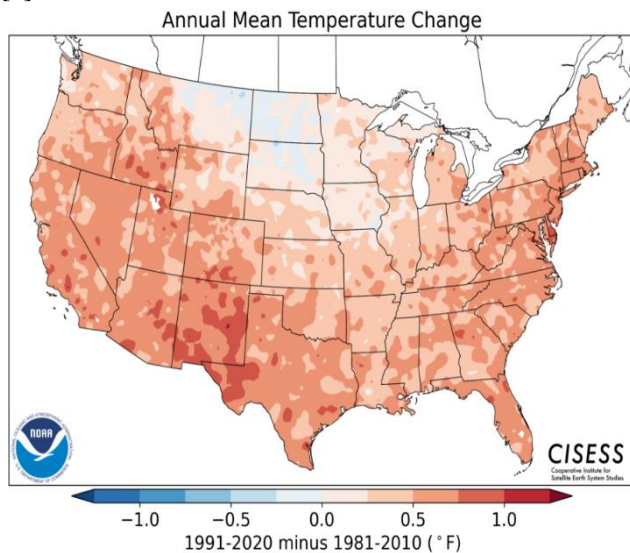 Annual Mean Temperature Change
NOAA
CISESS
Cooperative Institute for
Satellite Earth System Studies
−1.0 −0.5 0.0 0.5 1.0
1991-2020 minus 1981-2010 (°F)